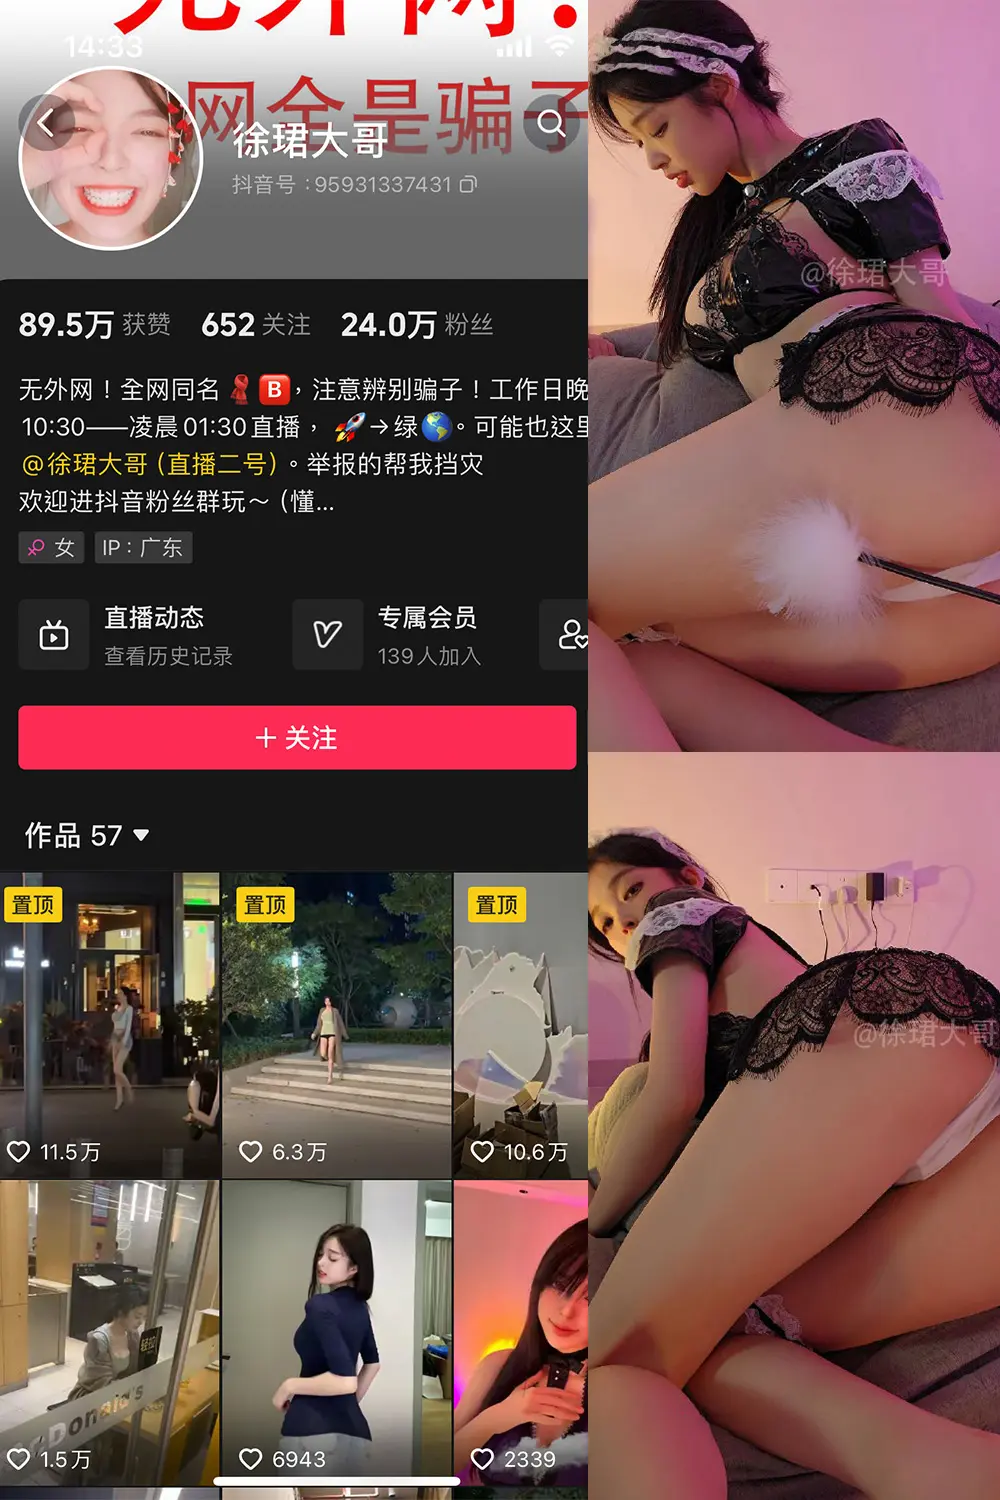 无外网！
14:33
网全是骗子
徐珺大哥
抖音号：95931337431
89.5万 获赞 652 关注 24.0万 粉丝
无外网！全网同名🧣🅱️，注意辨别骗子！工作日晚
10:30——凌晨01:30直播，🚀→绿🌎。可能也这里
@徐珺大哥（直播二号）。举报的帮我挡灾
欢迎进抖音粉丝群玩～（懂...
女 IP：广东
直播动态
查看历史记录
专属会员
139人加入
＋ 关注
作品 57
置顶 置顶 置顶
11.5万 6.3万 10.6万
McDonald's
1.5万 6943 2339
@徐珺大哥
@徐珺大哥